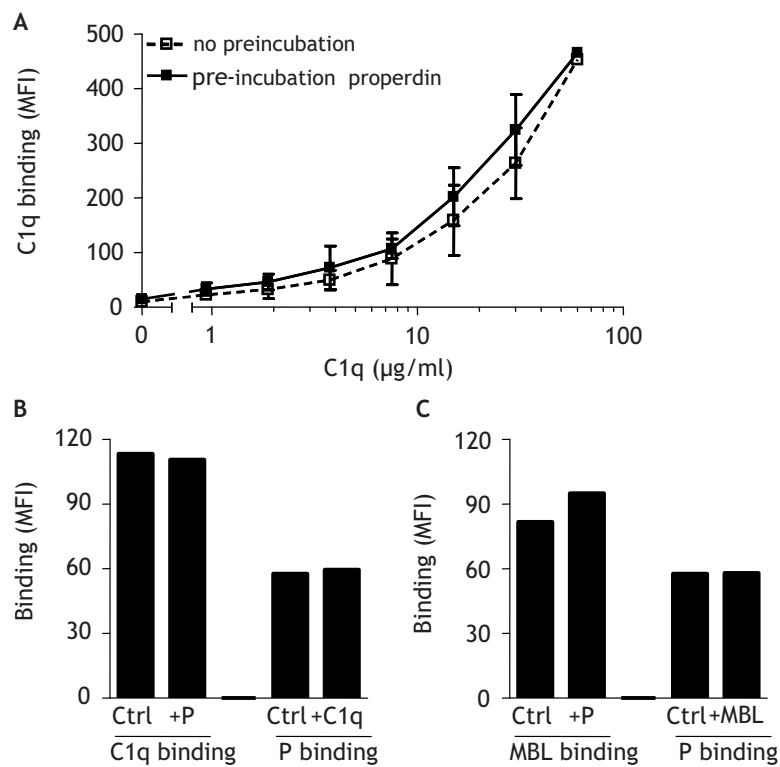 A
500
400
300
200
100
0
C1q binding (MFI)
no preincubation
pre-incubation properdin
0 1 10 100
C1q (µg/ml)
B
120
90
60
30
0
Binding (MFI)
Ctrl +P Ctrl +C1q
C1q binding P binding
C
120
90
60
30
0
Binding (MFI)
Ctrl +P Ctrl +MBL
MBL binding P binding